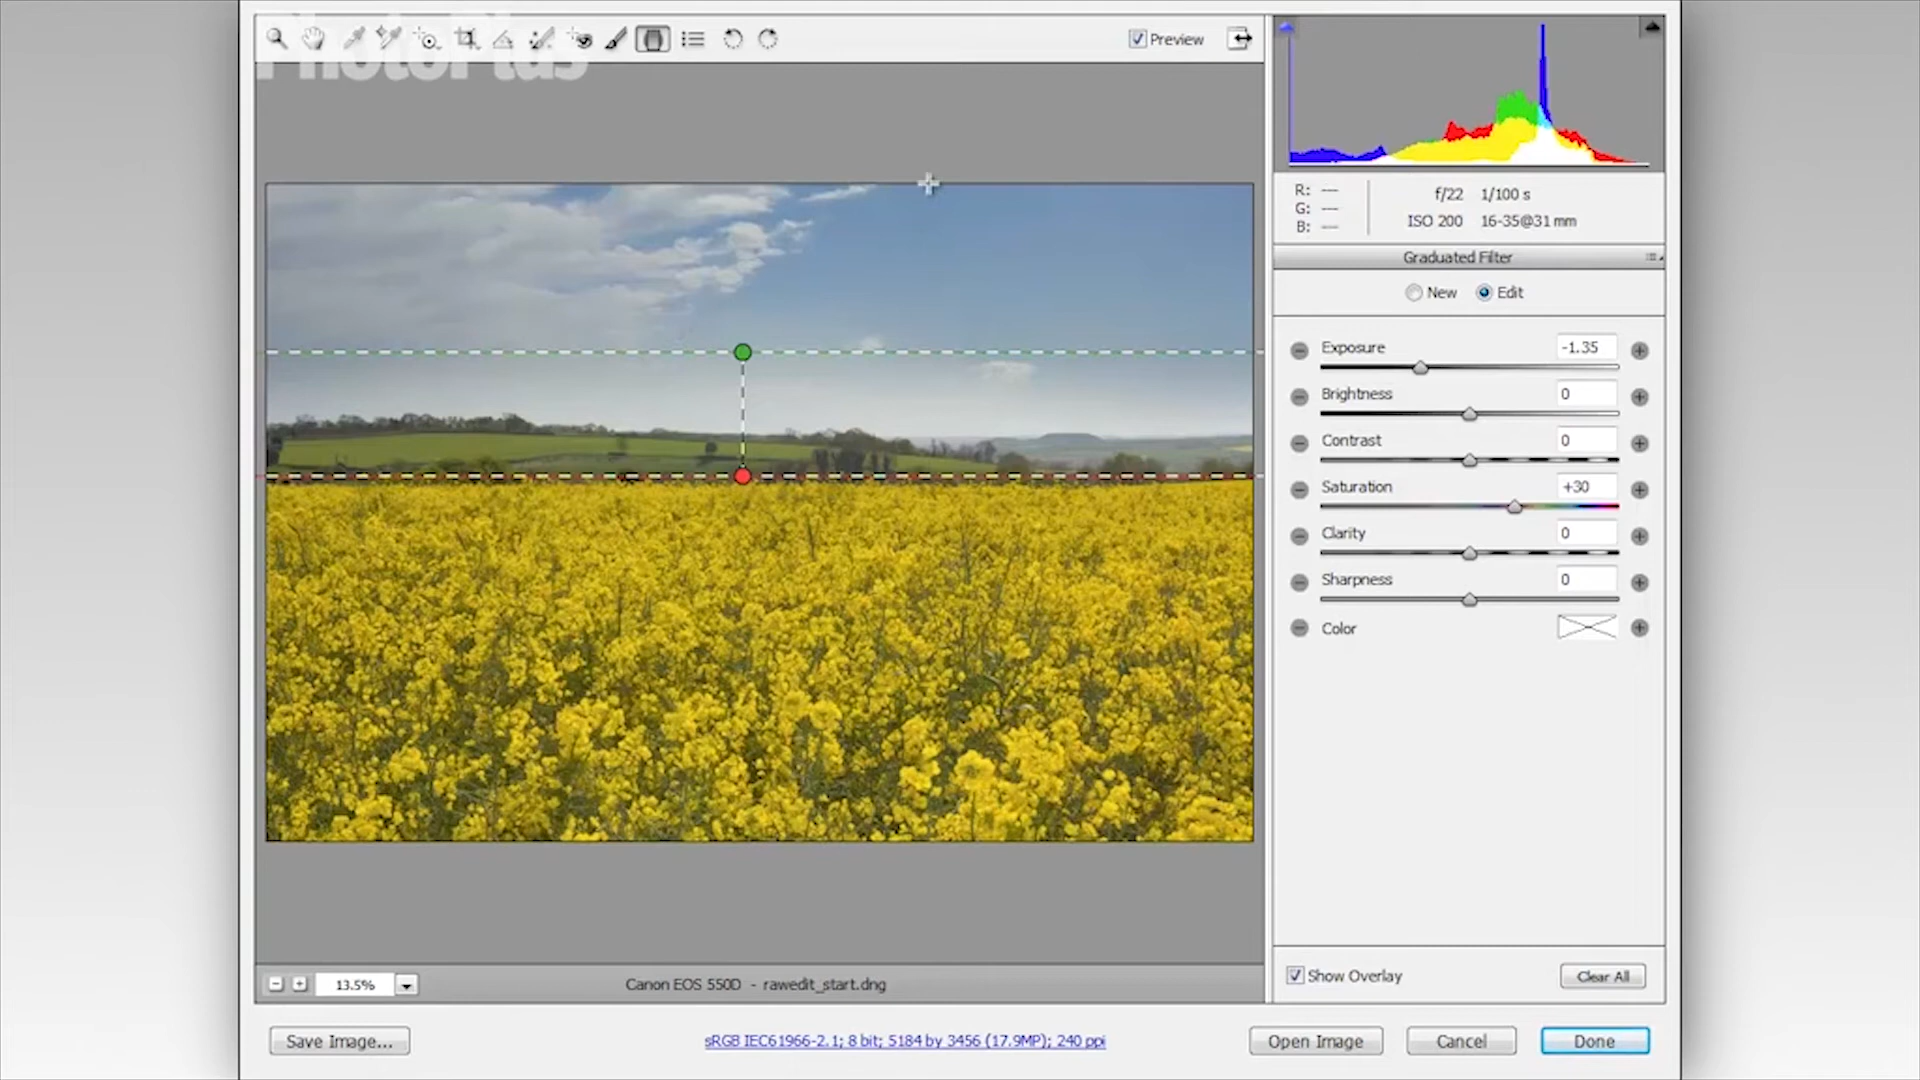 PhotoPlus
Preview
R: ---
G: ---
B: ---
f/22 1/100 s
ISO 200 16-35@31 mm
Graduated Filter
New Edit
Exposure -1.35
Brightness 0
Contrast 0
Saturation +30
Clarity 0
Sharpness 0
Color
13.5%
Canon EOS 550D - rawedit_start.dng
Show Overlay
Clear All
Save Image...
sRGB IEC61966-2.1; 8 bit; 5184 by 3456 (17.9MP); 240 ppi
Open Image
Cancel
Done